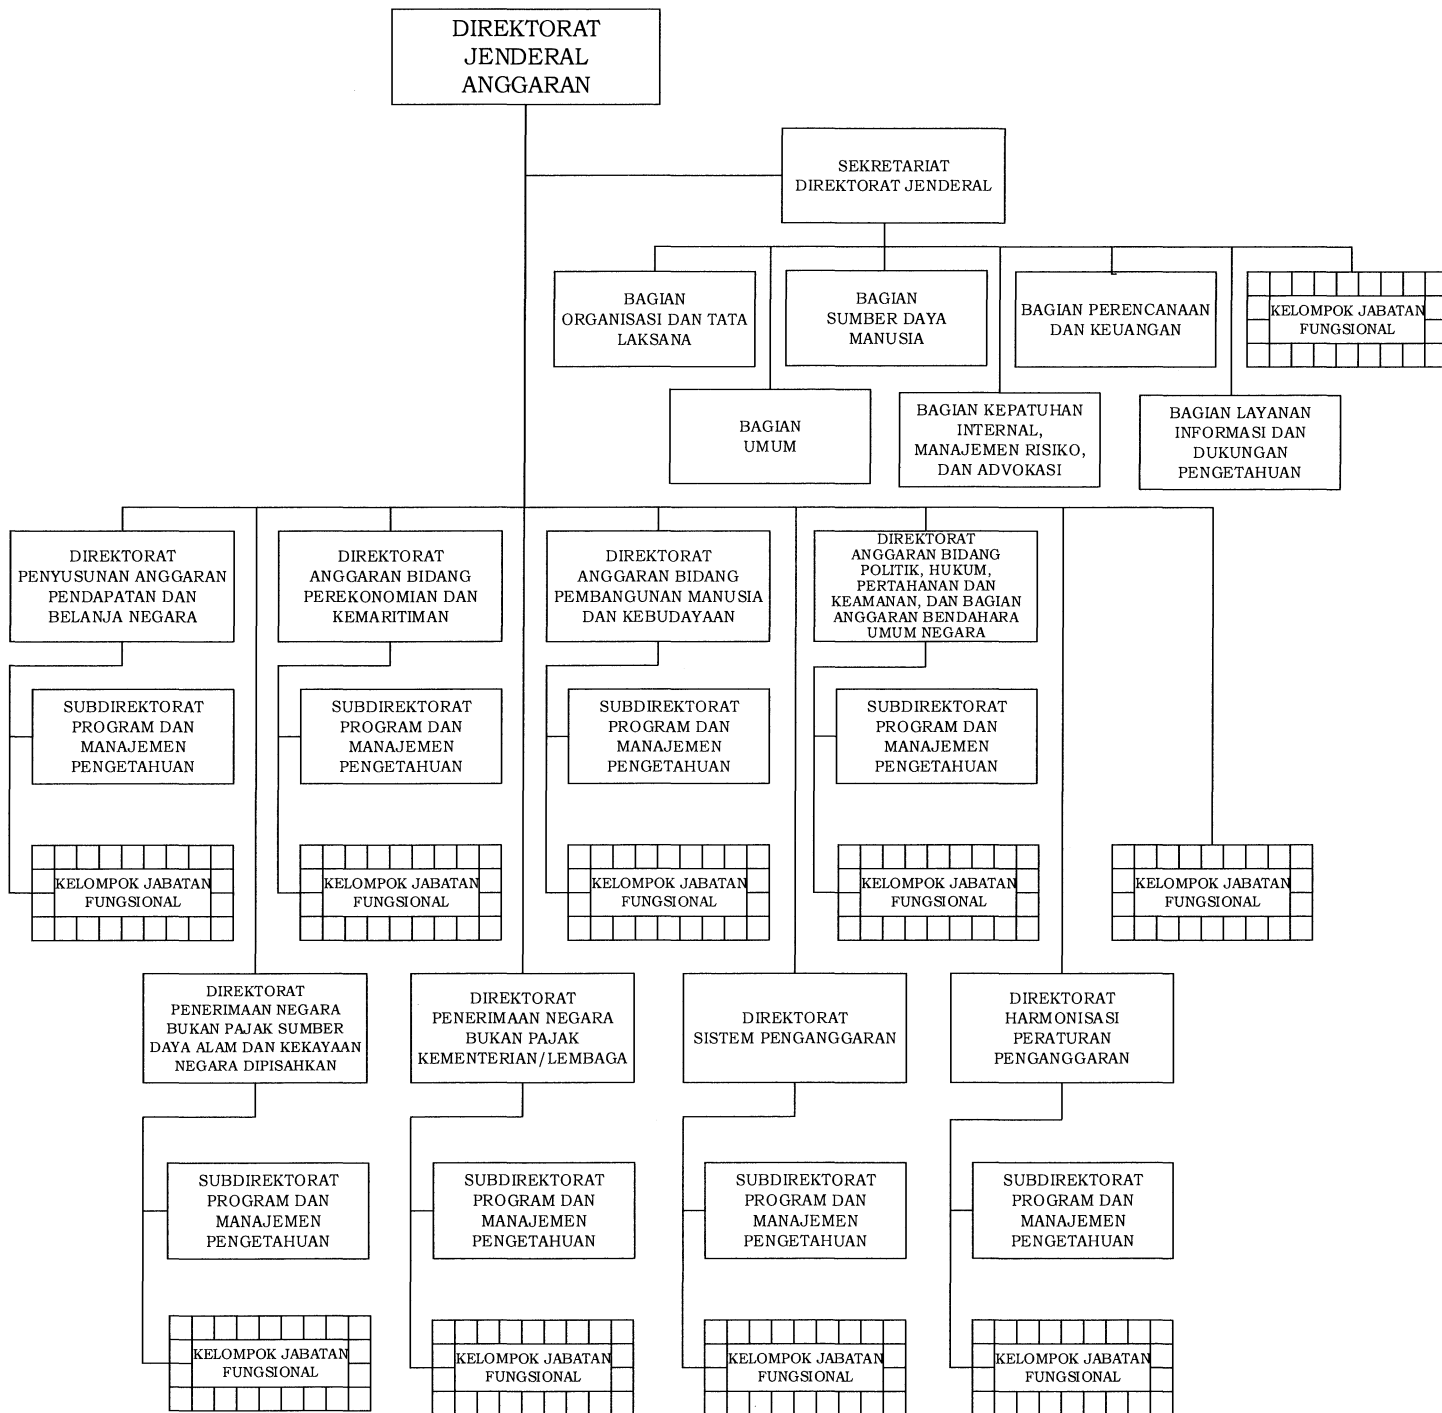 DIREKTORAT
JENDERAL
ANGGARAN
SEKRETARIAT
DIREKTORAT JENDERAL
BAGIAN
ORGANISASI DAN TATA
LAKSANA
BAGIAN
SUMBER DAYA
MANUSIA
BAGIAN PERENCANAAN
DAN KEUANGAN
KELOMPOK JABATAN
FUNGSIONAL
BAGIAN
UMUM
BAGIAN KEPATUHAN
INTERNAL,
MANAJEMEN RISIKO,
DAN ADVOKASI
BAGIAN LAYANAN
INFORMASI DAN
DUKUNGAN
PENGETAHUAN
DIREKTORAT
PENYUSUNAN ANGGARAN
PENDAPATAN DAN
BELANJA NEGARA
DIREKTORAT
ANGGARAN BIDANG
PEREKONOMIAN DAN
KEMARITIMAN
DIREKTORAT
ANGGARAN BIDANG
PEMBANGUNAN MANUSIA
DAN KEBUDAYAAN
DIREKTORAT
ANGGARAN BIDANG
POLITIK, HUKUM,
PERTAHANAN DAN
KEAMANAN, DAN BAGIAN
ANGGARAN BENDAHARA
UMUM NEGARA
SUBDIREKTORAT
PROGRAM DAN
MANAJEMEN
PENGETAHUAN
SUBDIREKTORAT
PROGRAM DAN
MANAJEMEN
PENGETAHUAN
SUBDIREKTORAT
PROGRAM DAN
MANAJEMEN
PENGETAHUAN
SUBDIREKTORAT
PROGRAM DAN
MANAJEMEN
PENGETAHUAN
KELOMPOK JABATAN
FUNGSIONAL
KELOMPOK JABATAN
FUNGSIONAL
KELOMPOK JABATAN
FUNGSIONAL
KELOMPOK JABATAN
FUNGSIONAL
KELOMPOK JABATAN
FUNGSIONAL
DIREKTORAT
PENERIMAAN NEGARA
BUKAN PAJAK SUMBER
DAYA ALAM DAN KEKAYAAN
NEGARA DIPISAHKAN
DIREKTORAT
PENERIMAAN NEGARA
BUKAN PAJAK
KEMENTERIAN/LEMBAGA
DIREKTORAT
SISTEM PENGANGGARAN
DIREKTORAT
HARMONISASI
PERATURAN
PENGANGGARAN
SUBDIREKTORAT
PROGRAM DAN
MANAJEMEN
PENGETAHUAN
SUBDIREKTORAT
PROGRAM DAN
MANAJEMEN
PENGETAHUAN
SUBDIREKTORAT
PROGRAM DAN
MANAJEMEN
PENGETAHUAN
SUBDIREKTORAT
PROGRAM DAN
MANAJEMEN
PENGETAHUAN
KELOMPOK JABATAN
FUNGSIONAL
KELOMPOK JABATAN
FUNGSIONAL
KELOMPOK JABATAN
FUNGSIONAL
KELOMPOK JABATAN
FUNGSIONAL